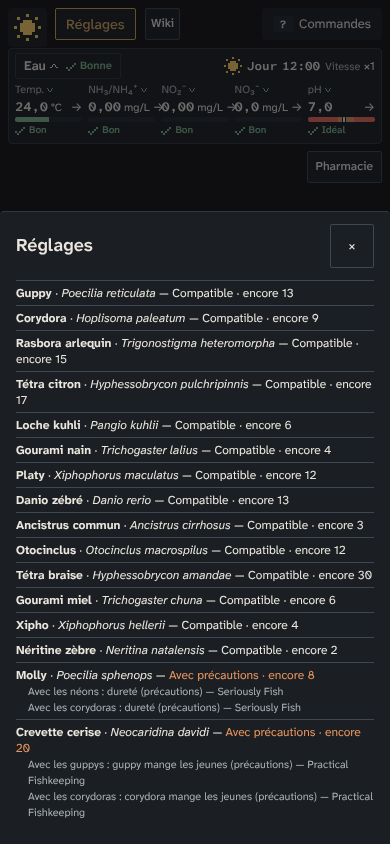 Réglages
Wiki
? Commandes
Eau Bonne
Jour 12:00 Vitesse ×1
Temp. NH₃/NH₄⁺ NO₂⁻ NO₃⁻ pH
24,0 °C → 0,00 mg/L → 0,00 mg/L → 0,0 mg/L → 7,0 →
Bon Bon Bon Bon Idéal
Pharmacie
Réglages
×
Guppy · Poecilia reticulata — Compatible · encore 13
Corydora · Hoplisoma paleatum — Compatible · encore 9
Rasbora arlequin · Trigonostigma heteromorpha — Compatible ·
encore 15
Tétra citron · Hyphessobrycon pulchripinnis — Compatible · encore
17
Loche kuhli · Pangio kuhlii — Compatible · encore 6
Gourami nain · Trichogaster lalius — Compatible · encore 4
Platy · Xiphophorus maculatus — Compatible · encore 12
Danio zébré · Danio rerio — Compatible · encore 13
Ancistrus commun · Ancistrus cirrhosus — Compatible · encore 3
Otocinclus · Otocinclus macrospilus — Compatible · encore 12
Tétra braise · Hyphessobrycon amandae — Compatible · encore 30
Gourami miel · Trichogaster chuna — Compatible · encore 6
Xipho · Xiphophorus hellerii — Compatible · encore 4
Néritine zèbre · Neritina natalensis — Compatible · encore 2
Molly · Poecilia sphenops — Avec précautions · encore 8
Avec les néons : dureté (précautions) — Seriously Fish
Avec les corydoras : dureté (précautions) — Seriously Fish
Crevette cerise · Neocaridina davidi — Avec précautions · encore
20
Avec les guppys : guppy mange les jeunes (précautions) — Practical
Fishkeeping
Avec les corydoras : corydora mange les jeunes (précautions) — Practical
Fishkeeping